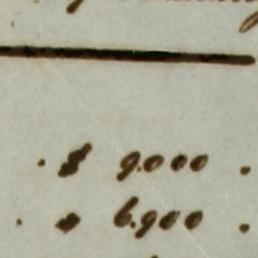 . $ 9.000 .
. " 6.900 .